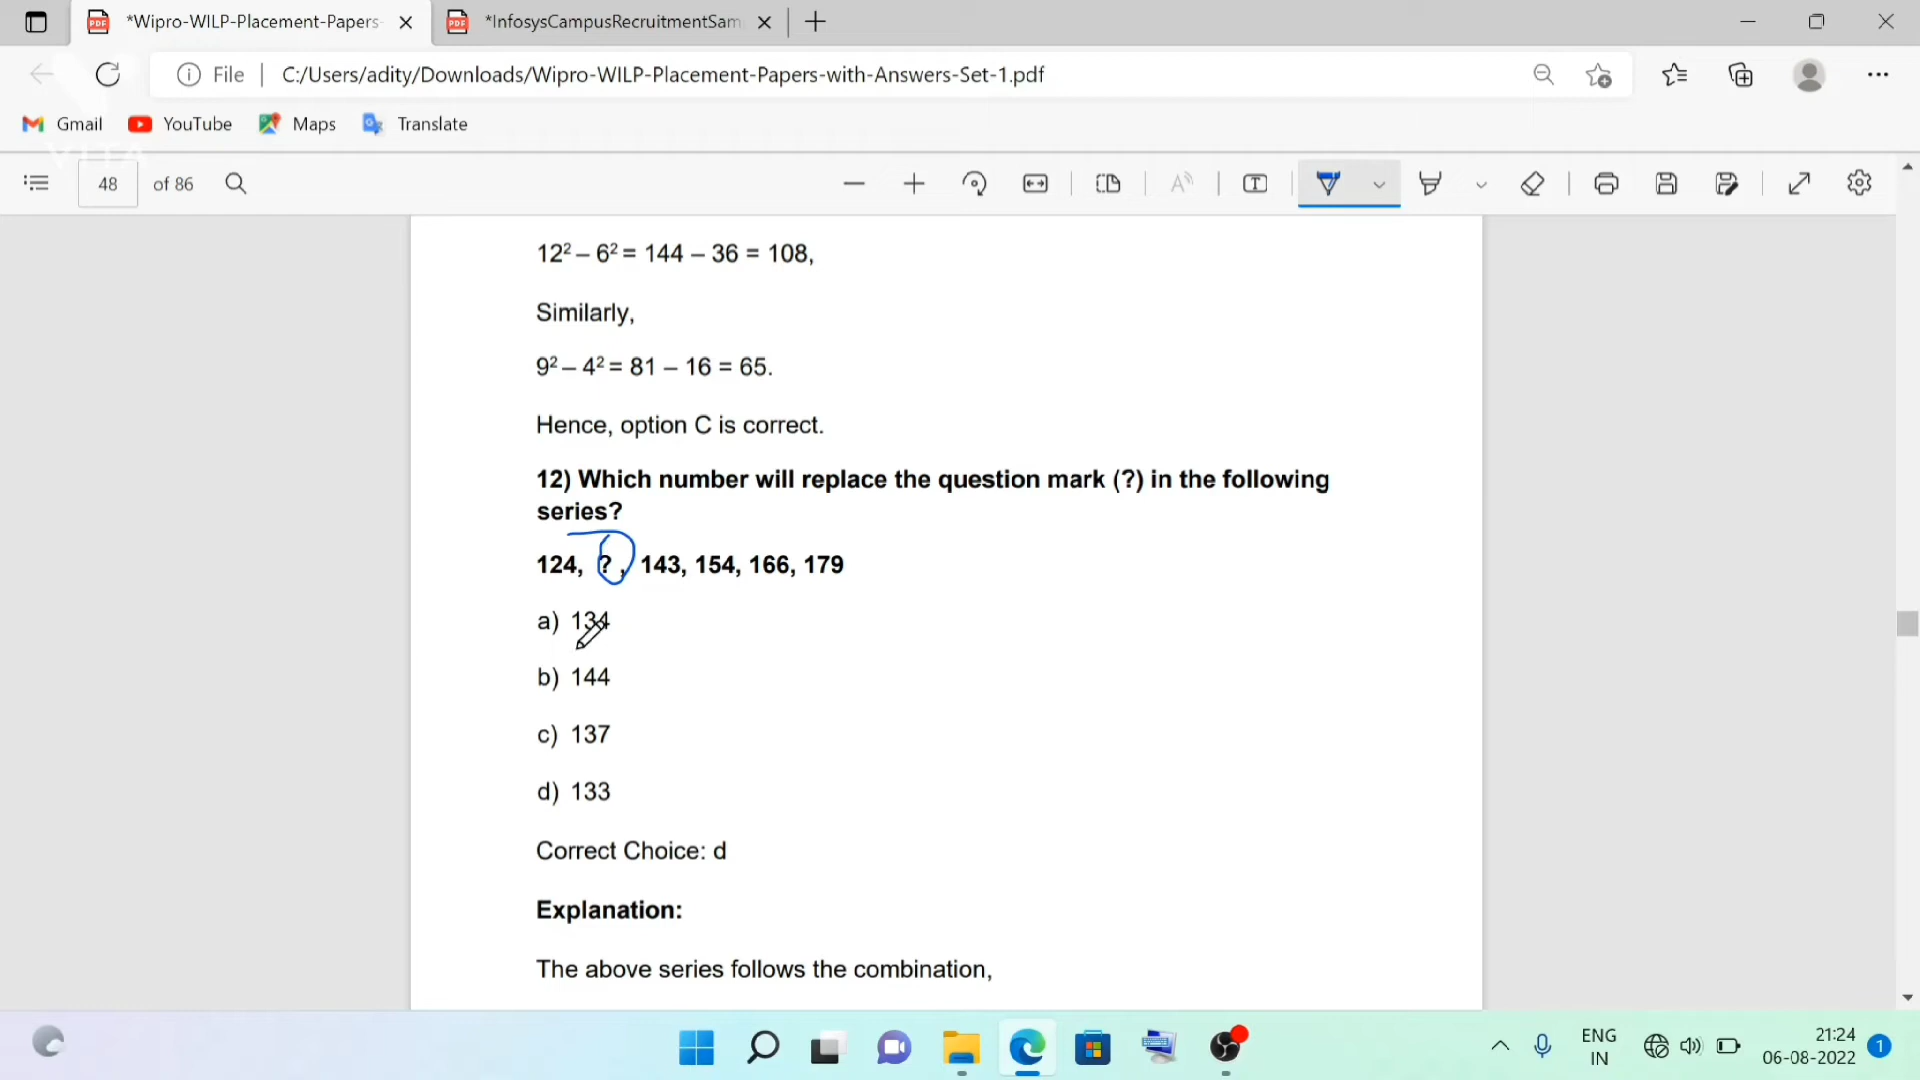 *Wipro-WILP-Placement-Papers-
*InfosysCampusRecruitmentSam
File
C:/Users/adity/Downloads/Wipro-WILP-Placement-Papers-with-Answers-Set-1.pdf
Gmail
YouTube
Maps
Translate
VITA
48 of 86
12² – 6² = 144 – 36 = 108,
Similarly,
9² – 4² = 81 – 16 = 65.
Hence, option C is correct.
12) Which number will replace the question mark (?) in the following
series?
124, ? , 143, 154, 166, 179
a) 134
b) 144
c) 137
d) 133
Correct Choice: d
Explanation:
The above series follows the combination,
ENG
IN
21:24
06-08-2022
1